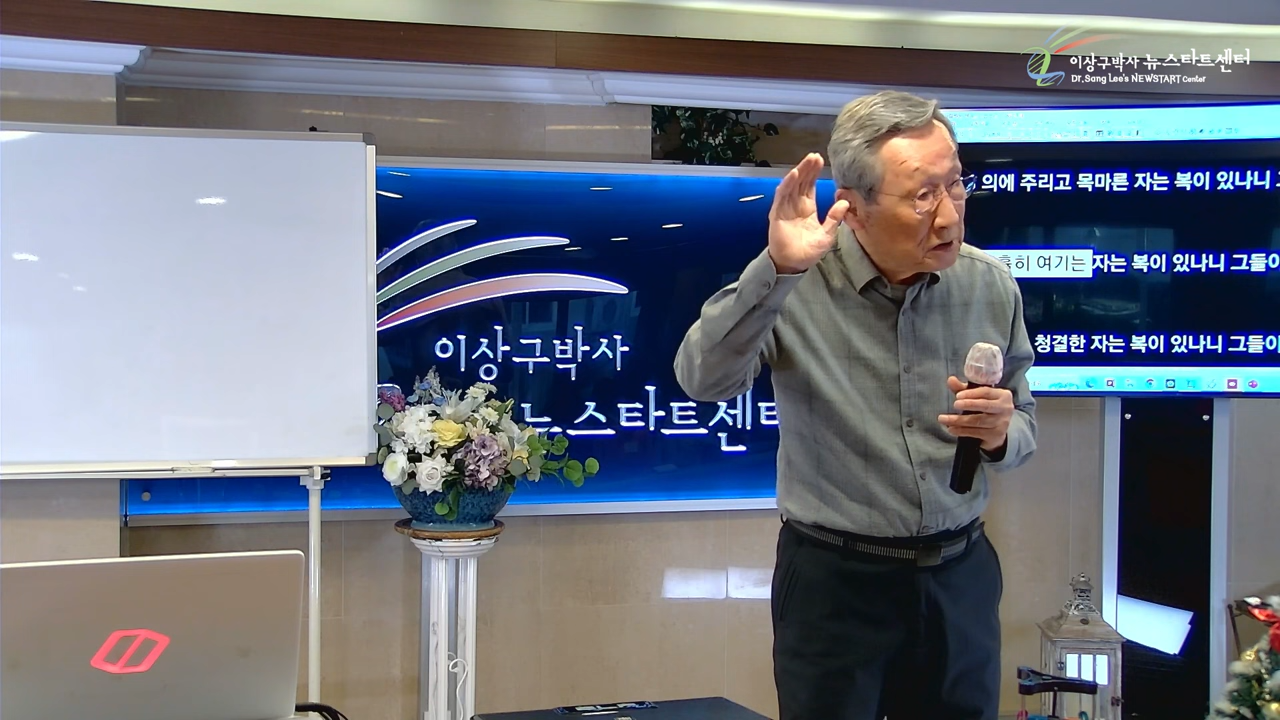 이상구박사 뉴스타트센터
Dr. Sang Lee's NEWSTART Center
의에 주리고 목마른 자는 복이 있나니
히 여기는 자는 복이 있나니 그들이
청결한 자는 복이 있나니 그들이
이상구박사
뉴스타트센터